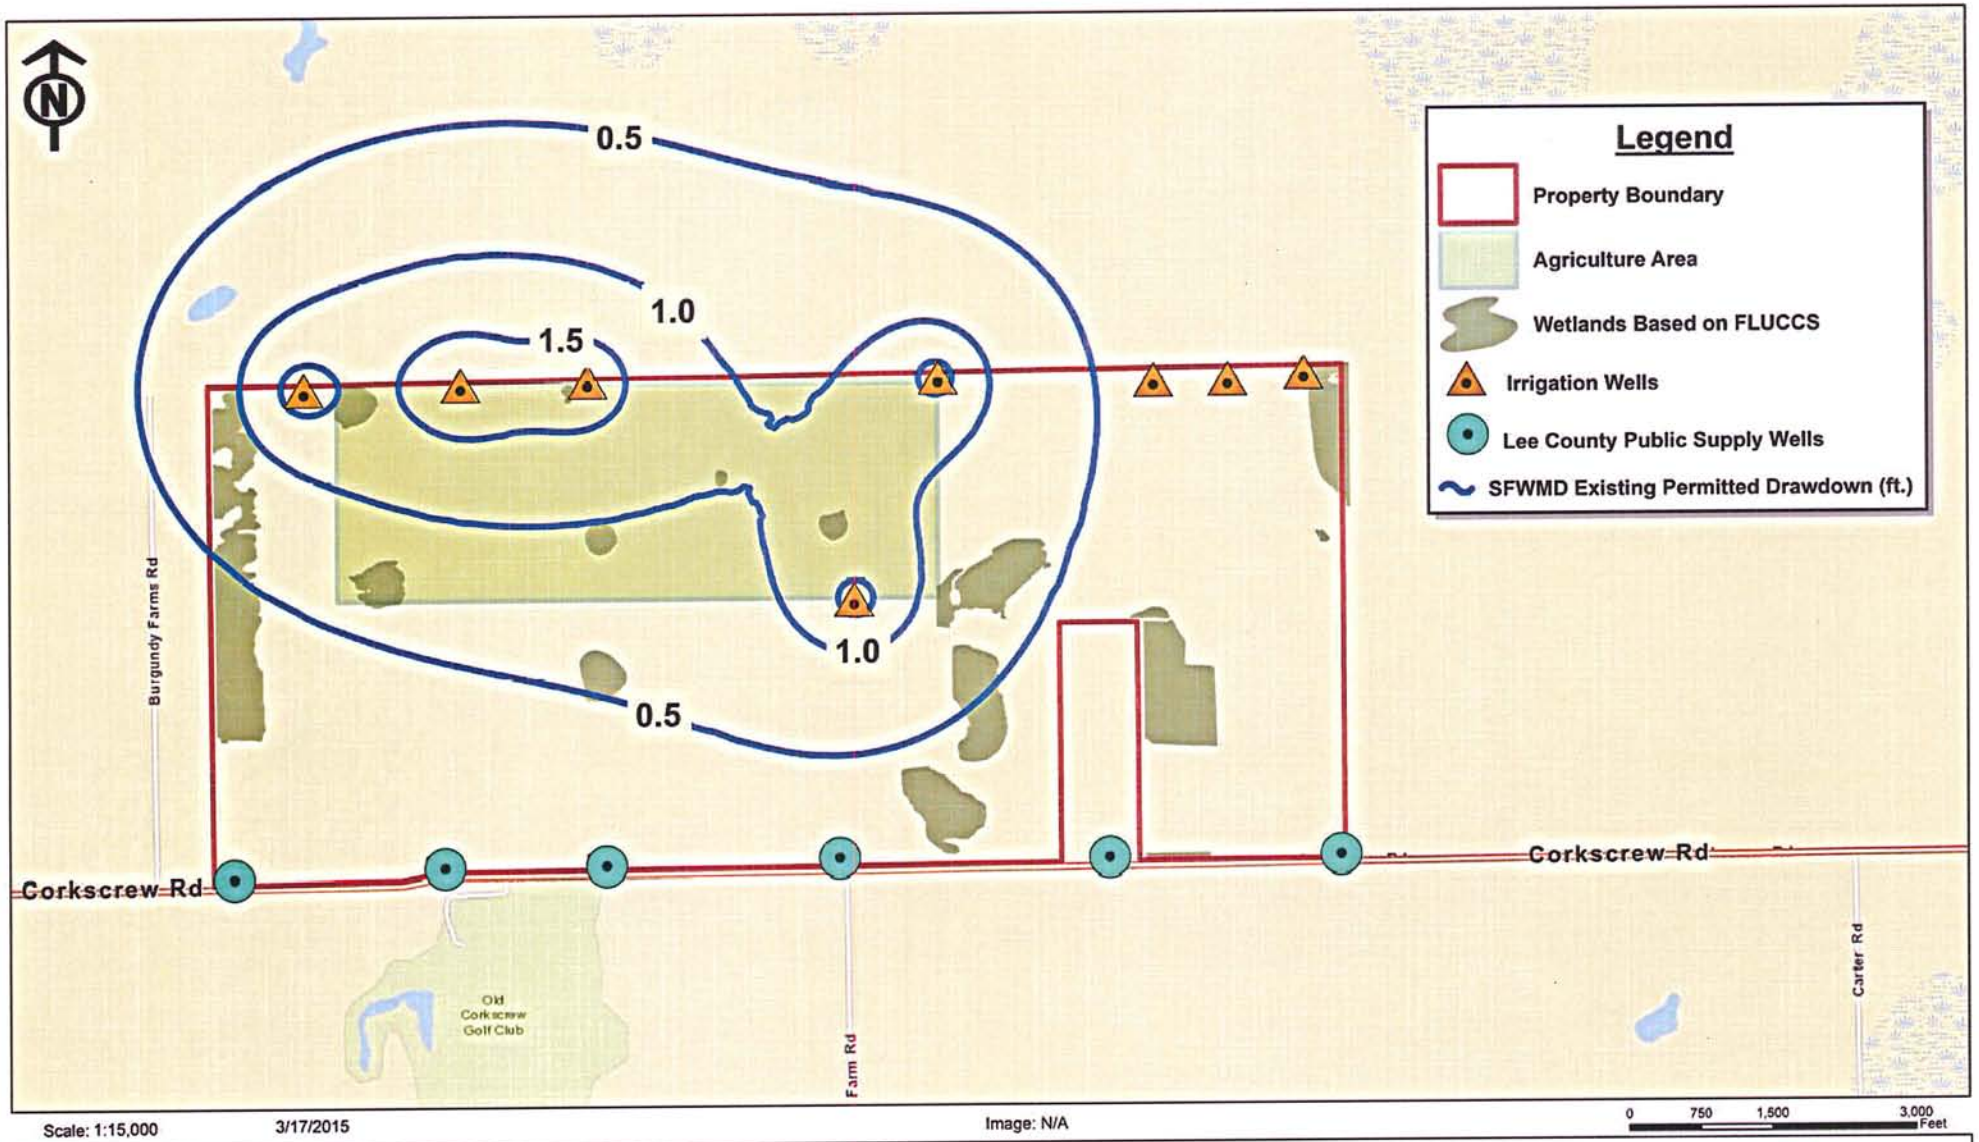 N
0.5
1.0
1.5
1.0
0.5
Legend
Property Boundary
Agriculture Area
Wetlands Based on FLUCCS
Irrigation Wells
Lee County Public Supply Wells
SFWMD Existing Permitted Drawdown (ft.)
Burgundy Farms Rd
Corkscrew Rd
Corkscrew Rd
Old
Corkscrew
Golf Club
Farm Rd
Carter Rd
Scale: 1:15,000
3/17/2015
Image: N/A
0 750 1,500 3,000
Feet